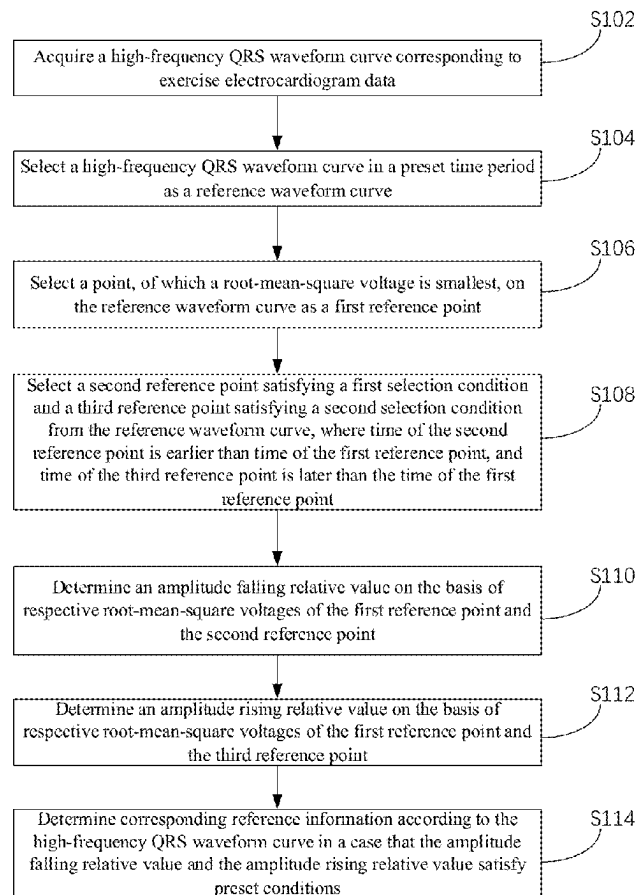 S102
Acquire a high-frequency QRS waveform curve corresponding to
exercise electrocardiogram data
S104
Select a high-frequency QRS waveform curve in a preset time period
as a reference waveform curve
S106
Select a point, of which a root-mean-square voltage is smallest, on
the reference waveform curve as a first reference point
S108
Select a second reference point satisfying a first selection condition
and a third reference point satisfying a second selection condition
from the reference waveform curve, where time of the second
reference point is earlier than time of the first reference point, and
time of the third reference point is later than the time of the first
reference point
S110
Determine an amplitude falling relative value on the basis of
respective root-mean-square voltages of the first reference point and
the second reference point
S112
Determine an amplitude rising relative value on the basis of
respective root-mean-square voltages of the first reference point and
the third reference point
S114
Determine corresponding reference information according to the
high-frequency QRS waveform curve in a case that the amplitude
falling relative value and the amplitude rising relative value satisfy
preset conditions